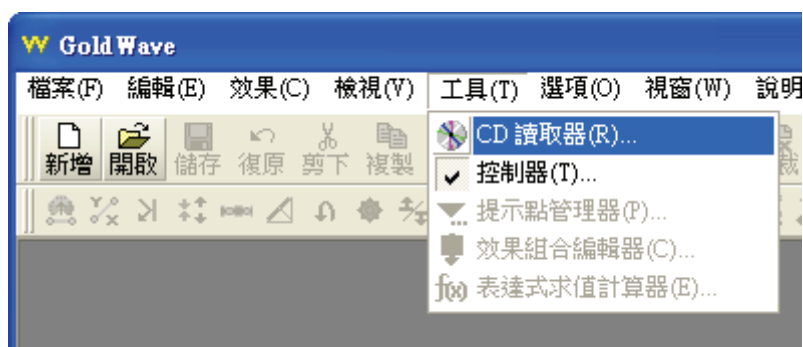 GoldWave
檔案(F) 編輯(E) 效果(C) 檢視(V) 工具(T) 選項(O) 視窗(W) 說明
新增 開啟 儲存 復原 剪下 複製 裁
CD 讀取器(R)...
控制器(T)...
提示點管理器(P)...
效果組合編輯器(C)...
f(x) 表達式求值計算器(E)...